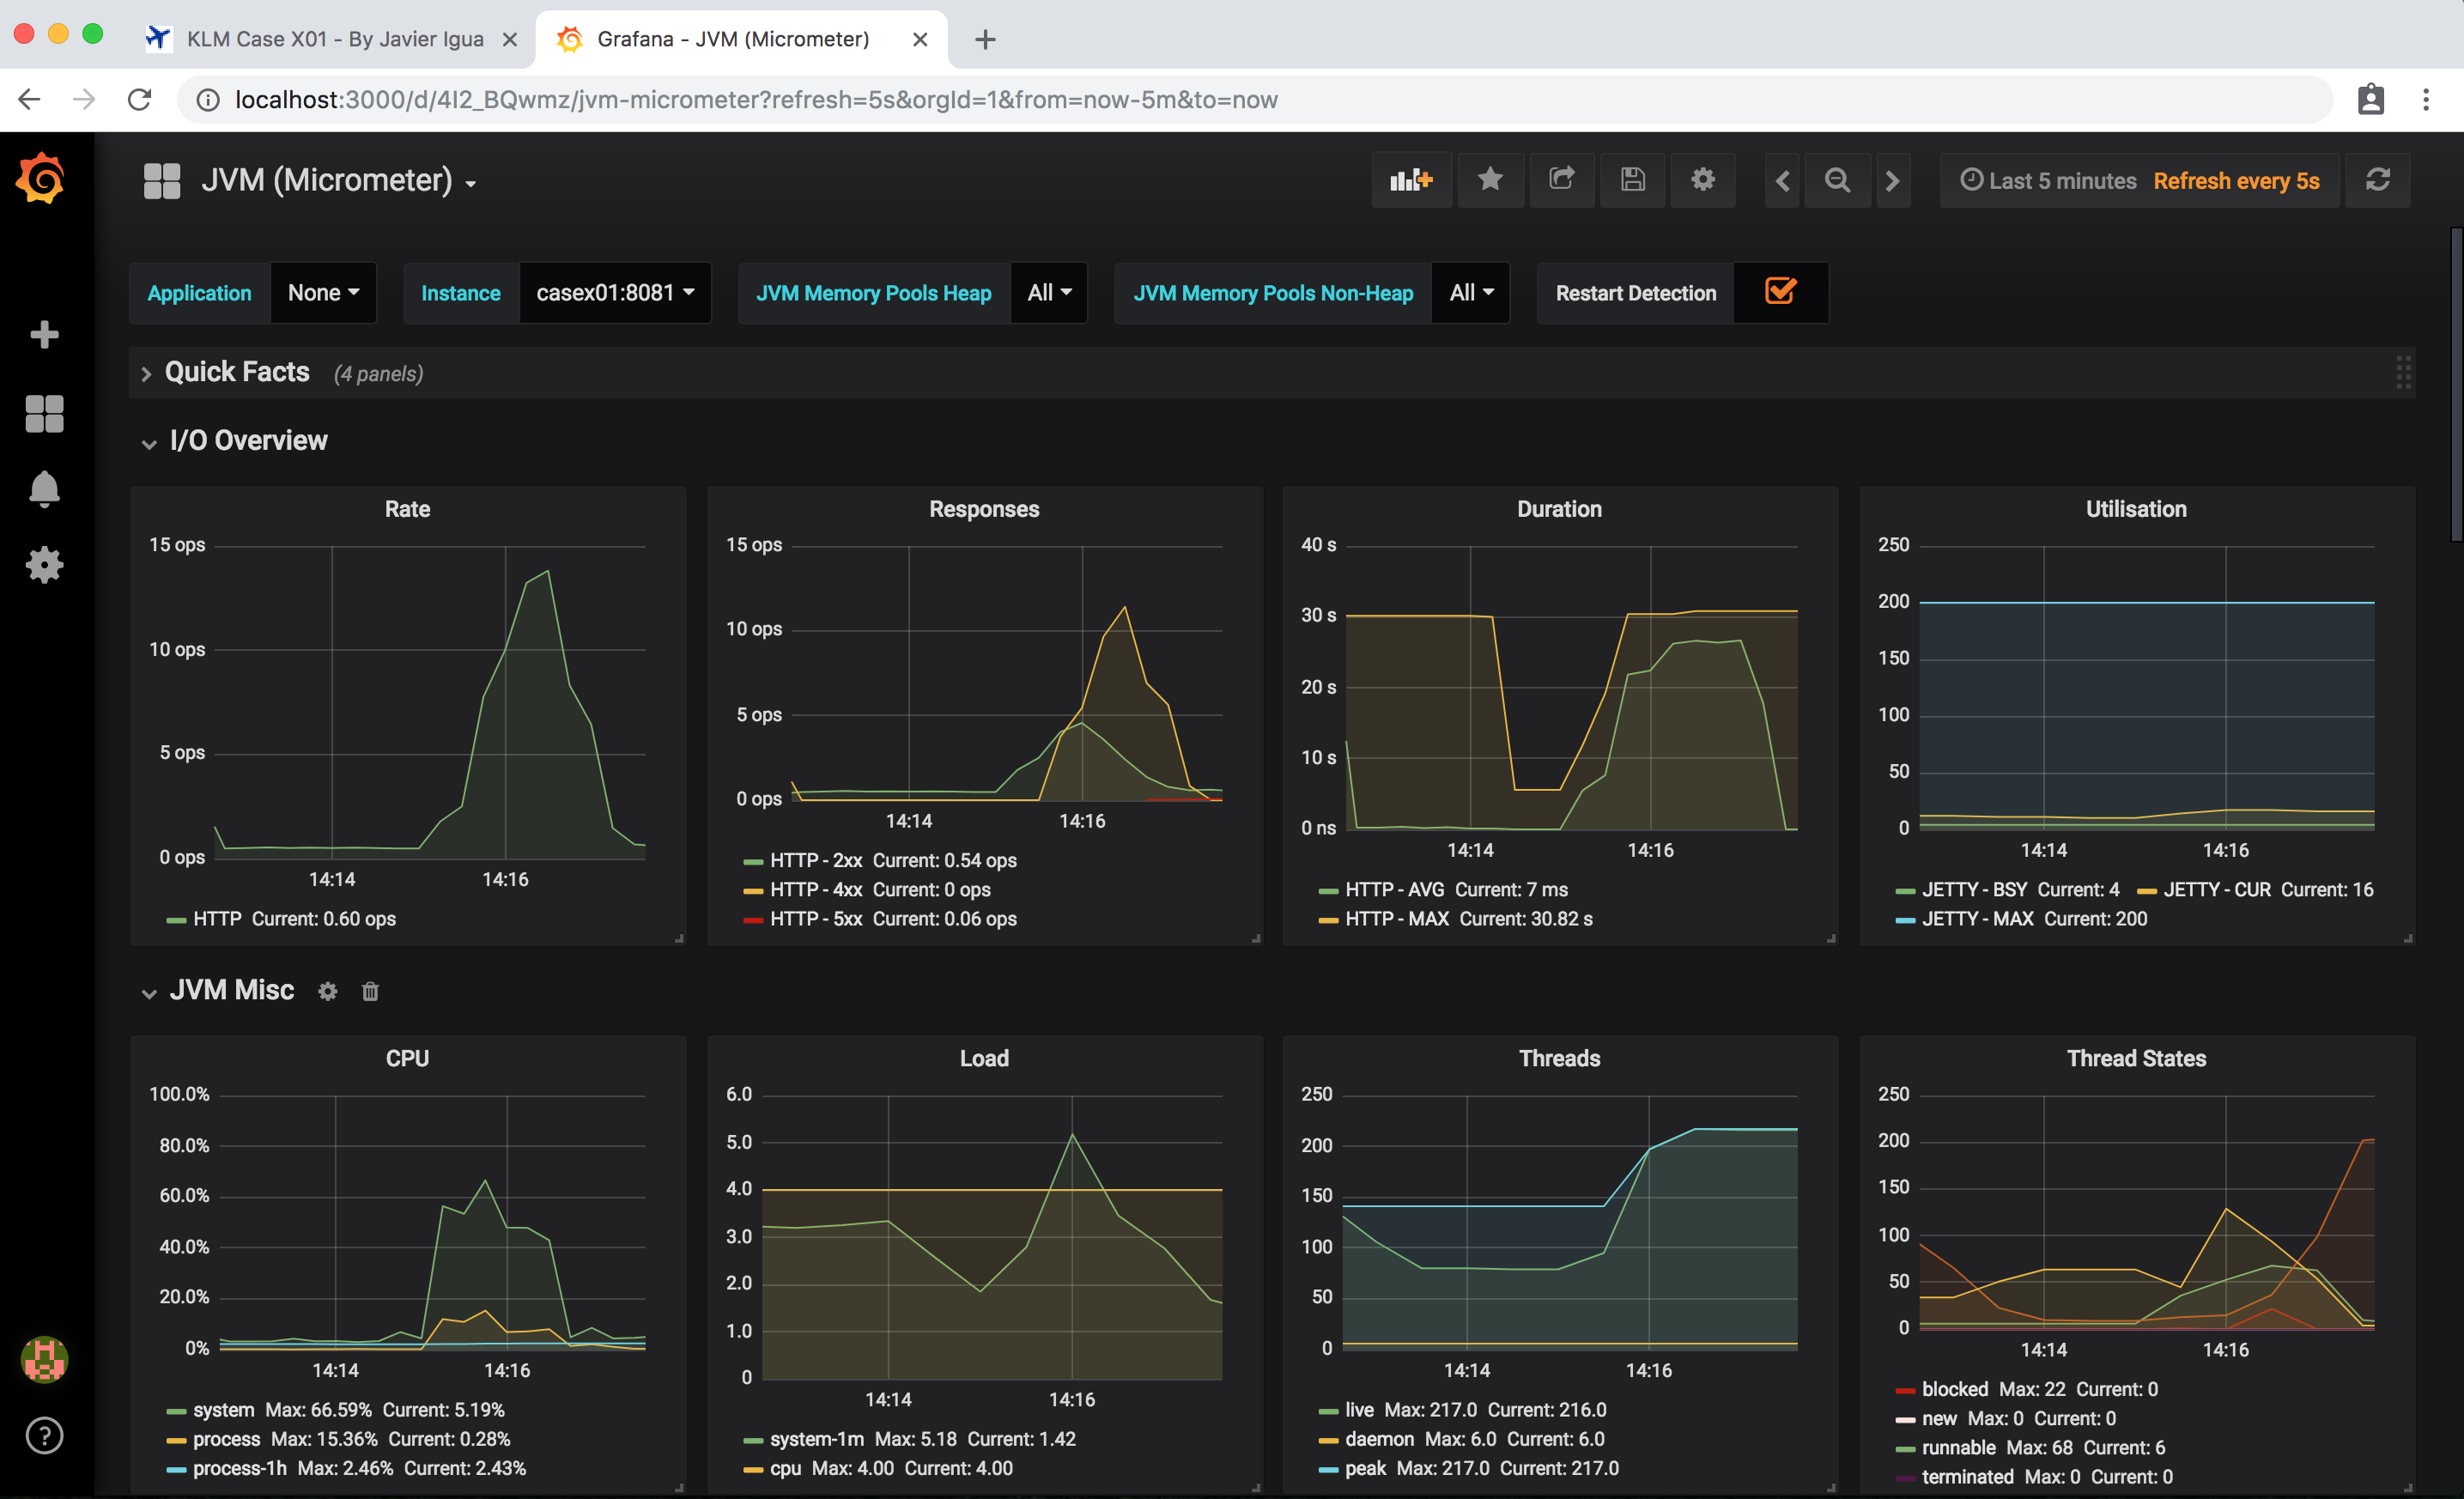 KLM Case X01 - By Javier Igua
Grafana - JVM (Micrometer)
localhost:3000/d/4I2_BQwmz/jvm-micrometer?refresh=5s&orgId=1&from=now-5m&to=now
JVM (Micrometer)
Last 5 minutes Refresh every 5s
Application None Instance casex01:8081 JVM Memory Pools Heap All JVM Memory Pools Non-Heap All Restart Detection
Quick Facts (4 panels)
I/O Overview
Rate
15 ops
10 ops
5 ops
0 ops
14:14 14:16
HTTP Current: 0.60 ops
Responses
15 ops
10 ops
5 ops
0 ops
14:14 14:16
HTTP - 2xx Current: 0.54 ops
HTTP - 4xx Current: 0 ops
HTTP - 5xx Current: 0.06 ops
Duration
40 s
30 s
20 s
10 s
0 ns
14:14 14:16
HTTP - AVG Current: 7 ms
HTTP - MAX Current: 30.82 s
Utilisation
250
200
150
100
50
0
14:14 14:16
JETTY - BSY Current: 4 JETTY - CUR Current: 16
JETTY - MAX Current: 200
JVM Misc
CPU
100.0%
80.0%
60.0%
40.0%
20.0%
0%
14:14 14:16
system Max: 66.59% Current: 5.19%
process Max: 15.36% Current: 0.28%
process-1h Max: 2.46% Current: 2.43%
Load
6.0
5.0
4.0
3.0
2.0
1.0
0
14:14 14:16
system-1m Max: 5.18 Current: 1.42
cpu Max: 4.00 Current: 4.00
Threads
250
200
150
100
50
0
14:14 14:16
live Max: 217.0 Current: 216.0
daemon Max: 6.0 Current: 6.0
peak Max: 217.0 Current: 217.0
Thread States
250
200
150
100
50
0
14:14 14:16
blocked Max: 22 Current: 0
new Max: 0 Current: 0
runnable Max: 68 Current: 6
terminated Max: 0 Current: 0